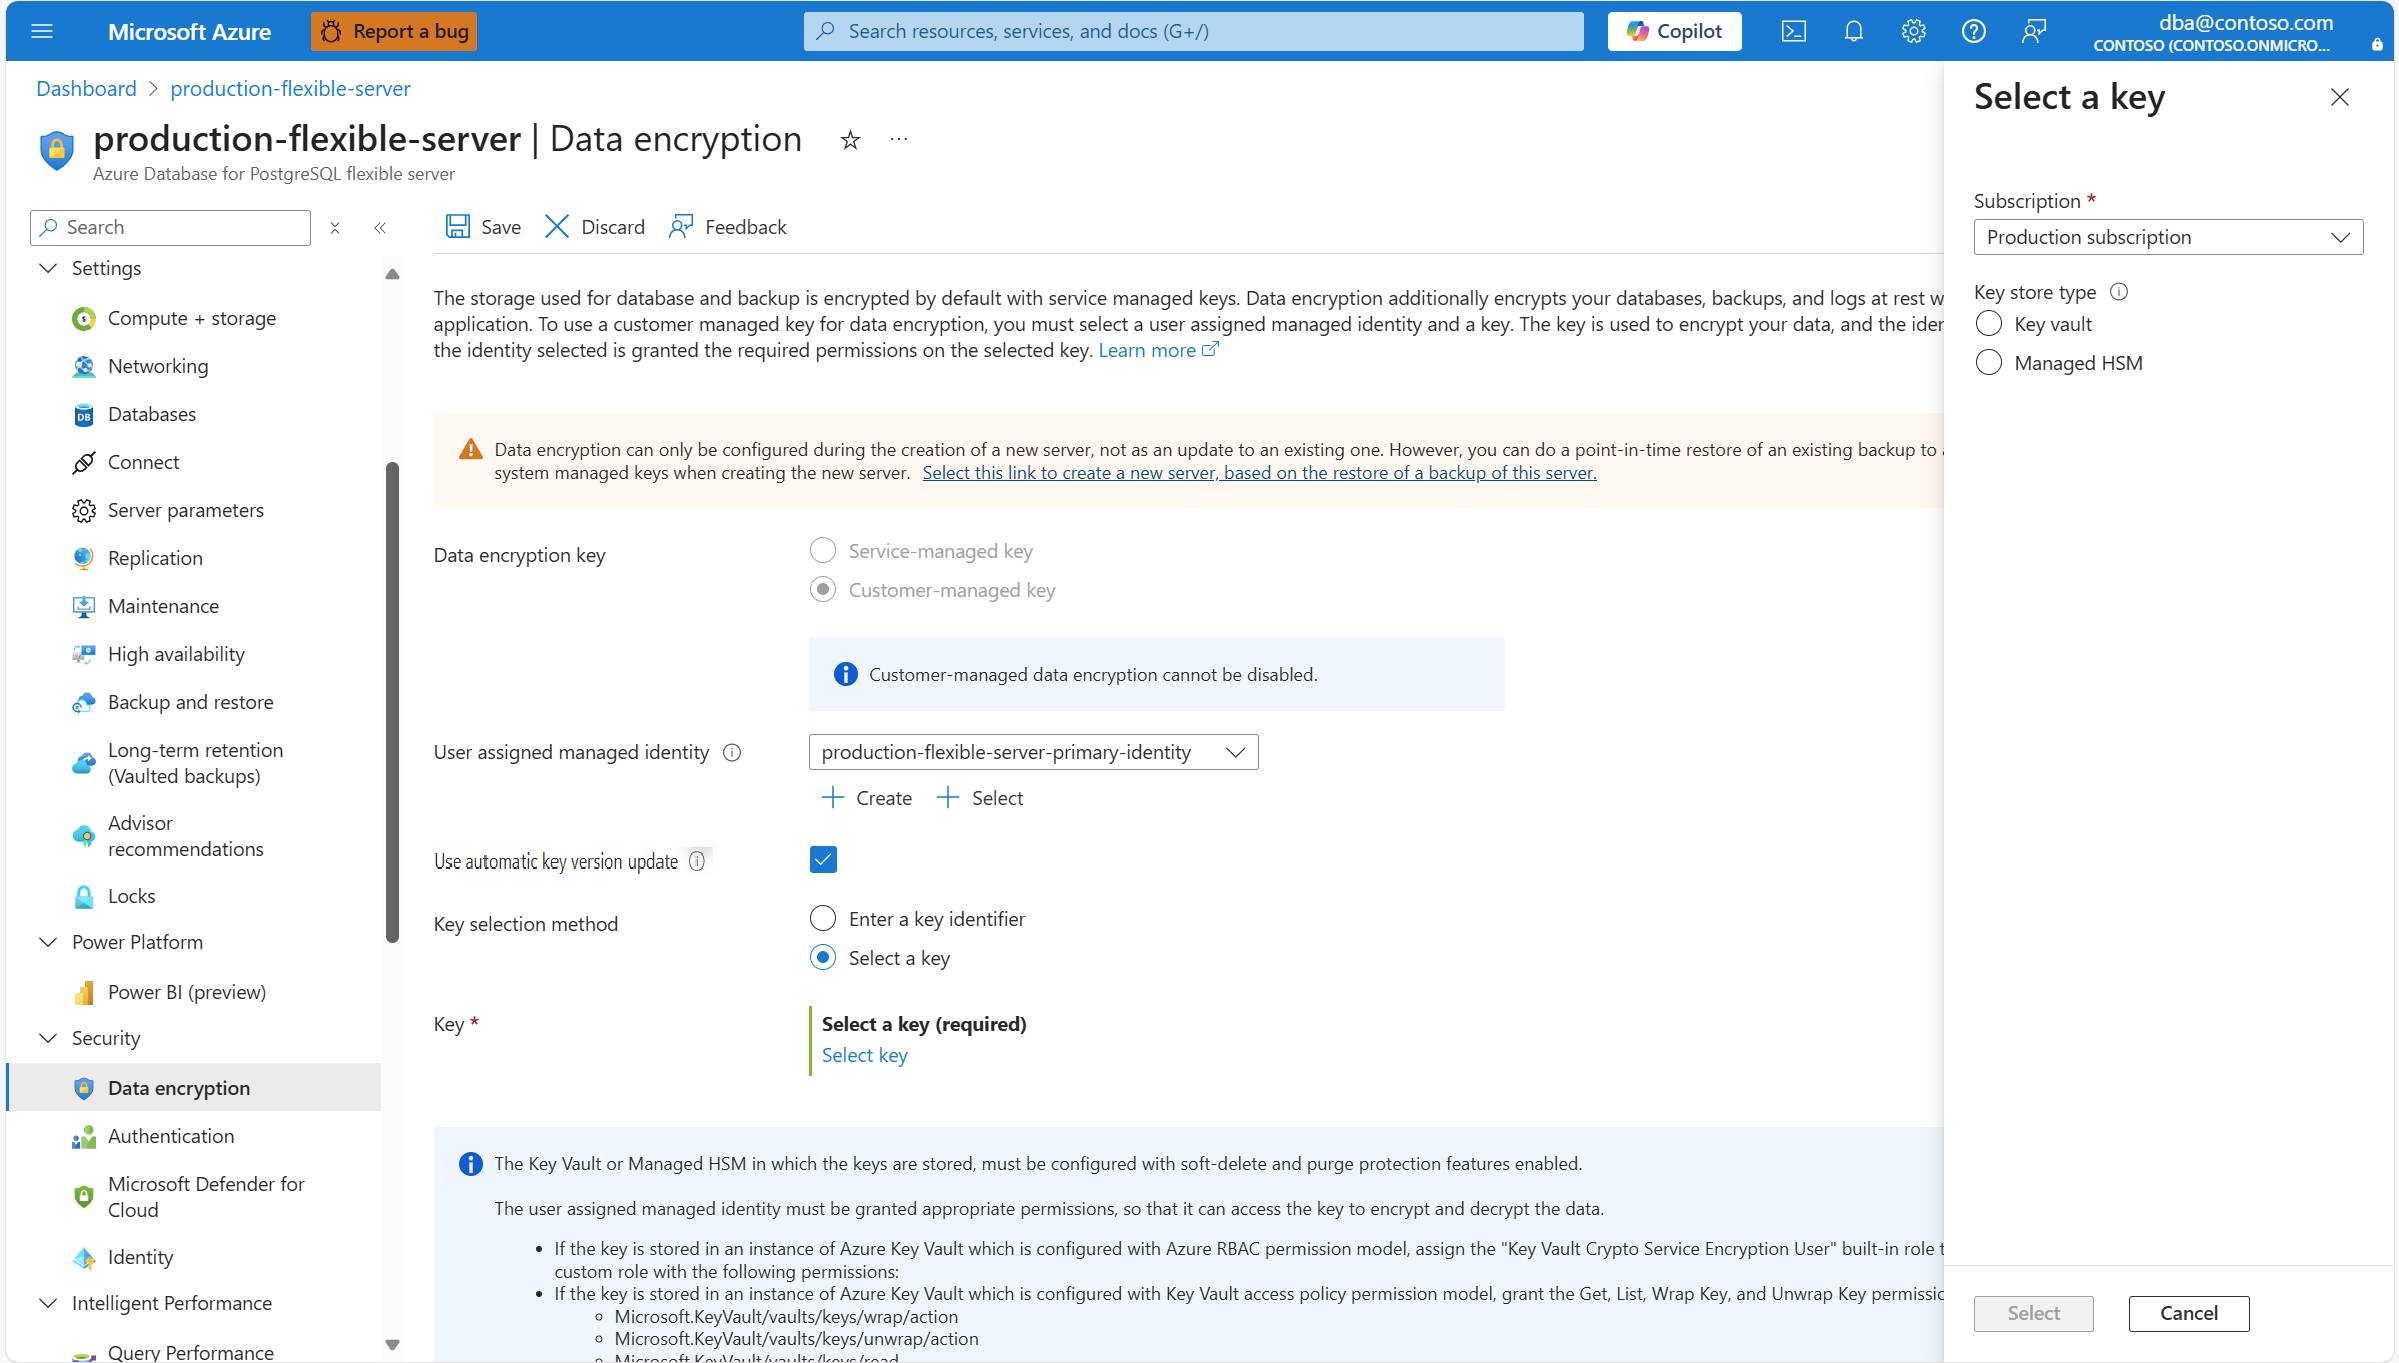 Microsoft Azure
Report a bug
Search resources, services, and docs (G+/)
Copilot
dba@contoso.com
CONTOSO (CONTOSO.ONMICRO...
Dashboard > production-flexible-server
production-flexible-server | Data encryption
Azure Database for PostgreSQL flexible server
Search
Settings
Compute + storage
Networking
Databases
Connect
Server parameters
Replication
Maintenance
High availability
Backup and restore
Long-term retention
(Vaulted backups)
Advisor
recommendations
Locks
Power Platform
Power BI (preview)
Security
Data encryption
Authentication
Microsoft Defender for
Cloud
Identity
Intelligent Performance
Query Performance
Save
Discard
Feedback
The storage used for database and backup is encrypted by default with service managed keys. Data encryption additionally encrypts your databases, backups, and logs at rest
application. To use a customer managed key for data encryption, you must select a user assigned managed identity and a key. The key is used to encrypt your data, and the
the identity selected is granted the required permissions on the selected key. Learn more
Data encryption can only be configured during the creation of a new server, not as an update to an existing one. However, you can do a point-in-time restore of an existing backup to
system managed keys when creating the new server. Select this link to create a new server, based on the restore of a backup of this server.
Data encryption key
Service-managed key
Customer-managed key
Customer-managed data encryption cannot be disabled.
User assigned managed identity
production-flexible-server-primary-identity
Create
Select
Use automatic key version update
Key selection method
Enter a key identifier
Select a key
Key *
Select a key (required)
Select key
The Key Vault or Managed HSM in which the keys are stored, must be configured with soft-delete and purge protection features enabled.
The user assigned managed identity must be granted appropriate permissions, so that it can access the key to encrypt and decrypt the data.
• If the key is stored in an instance of Azure Key Vault which is configured with Azure RBAC permission model, assign the "Key Vault Crypto Service Encryption User" built-in role
custom role with the following permissions:
• If the key is stored in an instance of Azure Key Vault which is configured with Key Vault access policy permission model, grant the Get, List, Wrap Key, and Unwrap Key
Microsoft.KeyVault/vaults/keys/wrap/action
Microsoft.KeyVault/vaults/keys/unwrap/action
Microsoft.KeyVault/vaults/keys/read
Select a key
Subscription *
Production subscription
Key store type
Key vault
Managed HSM
Select
Cancel